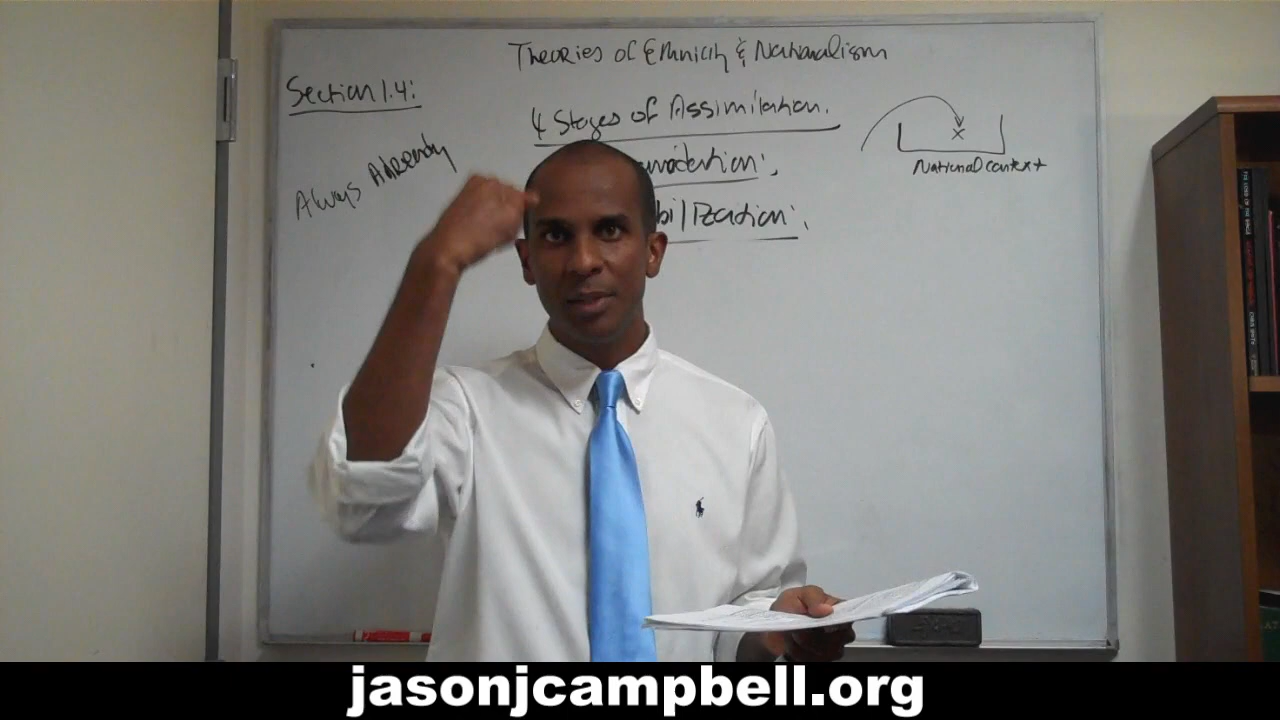 Theories of Ethnicity & Nationalism
Section 1.4:
4 Stages of Assimilation.
Always Already
National context
x
jasonjcampbell.org